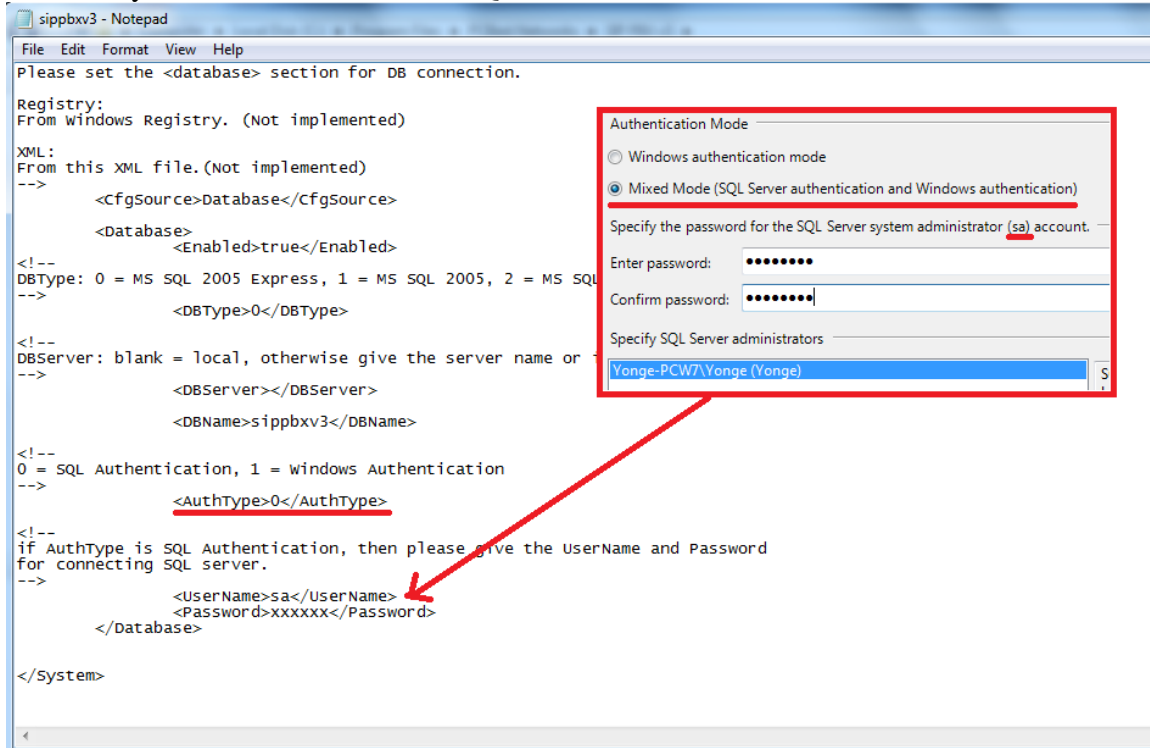 sippbxv3 - Notepad
File Edit Format View Help
Please set the <database> section for DB connection.
Registry:
From Windows Registry. (Not implemented)
XML:
From this XML file.(Not implemented)
-->
<CfgSource>Database</CfgSource>
<Database>
<Enabled>true</Enabled>
<!--
DBType: 0 = MS SQL 2005 Express, 1 = MS SQL 2005, 2 = MS SQL
-->
<DBType>0</DBType>
<!--
DBServer: blank = local, otherwise give the server name or
-->
<DBServer></DBServer>
<DBName>sippbxv3</DBName>
<!--
0 = SQL Authentication, 1 = Windows Authentication
-->
<AuthType>0</AuthType>
<!--
if AuthType is SQL Authentication, then please give the UserName and Password
for connecting SQL server.
-->
<UserName>sa</UserName>
<Password>xxxxxx</Password>
</Database>
</System>
Authentication Mode
Windows authentication mode
Mixed Mode (SQL Server authentication and Windows authentication)
Specify the password for the SQL Server system administrator (sa) account.
Enter password: ●●●●●●●●
Confirm password: ●●●●●●●●
Specify SQL Server administrators
Yonge-PCW7\Yonge (Yonge)